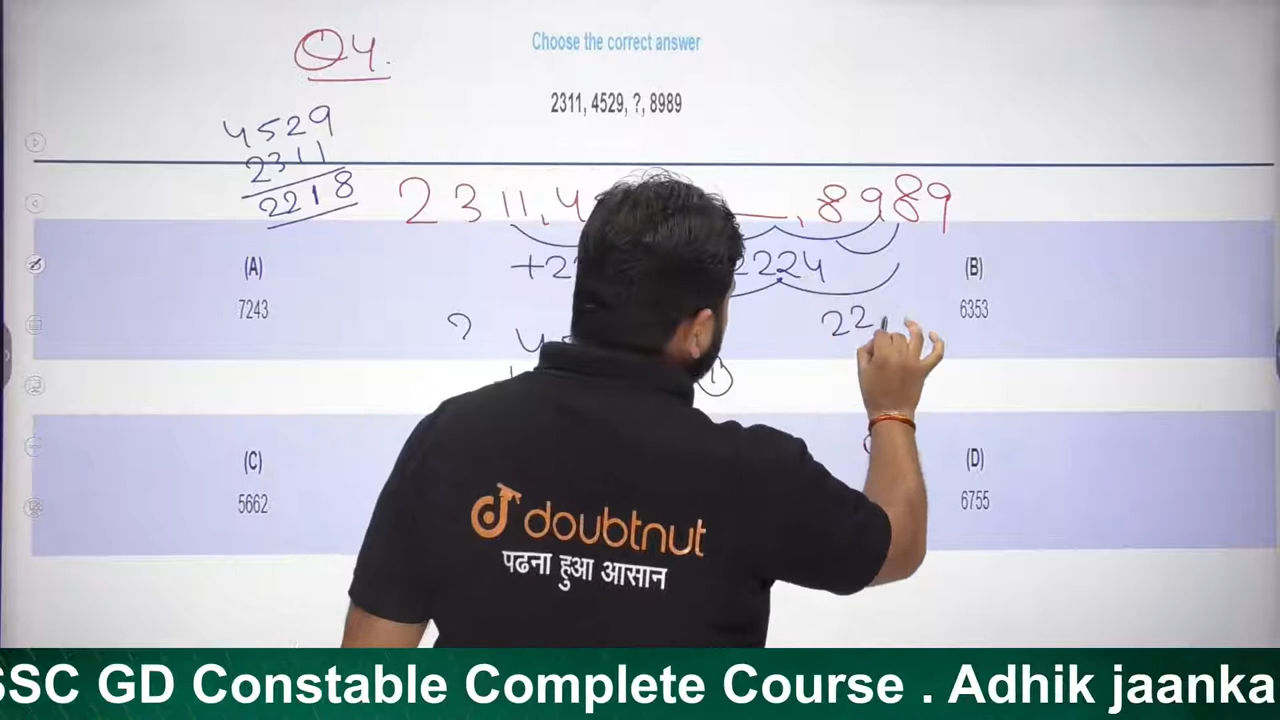 Q4.
Choose the correct answer
2311, 4529, ?, 8989
4529
2311
2218
2311, 4
, 8989
+2
2224
(A)
7243
(B)
6353
?
22
(C)
5662
(D)
6755
doubtnut
पढना हुआ आसान
SSC GD Constable Complete Course . Adhik jaanka